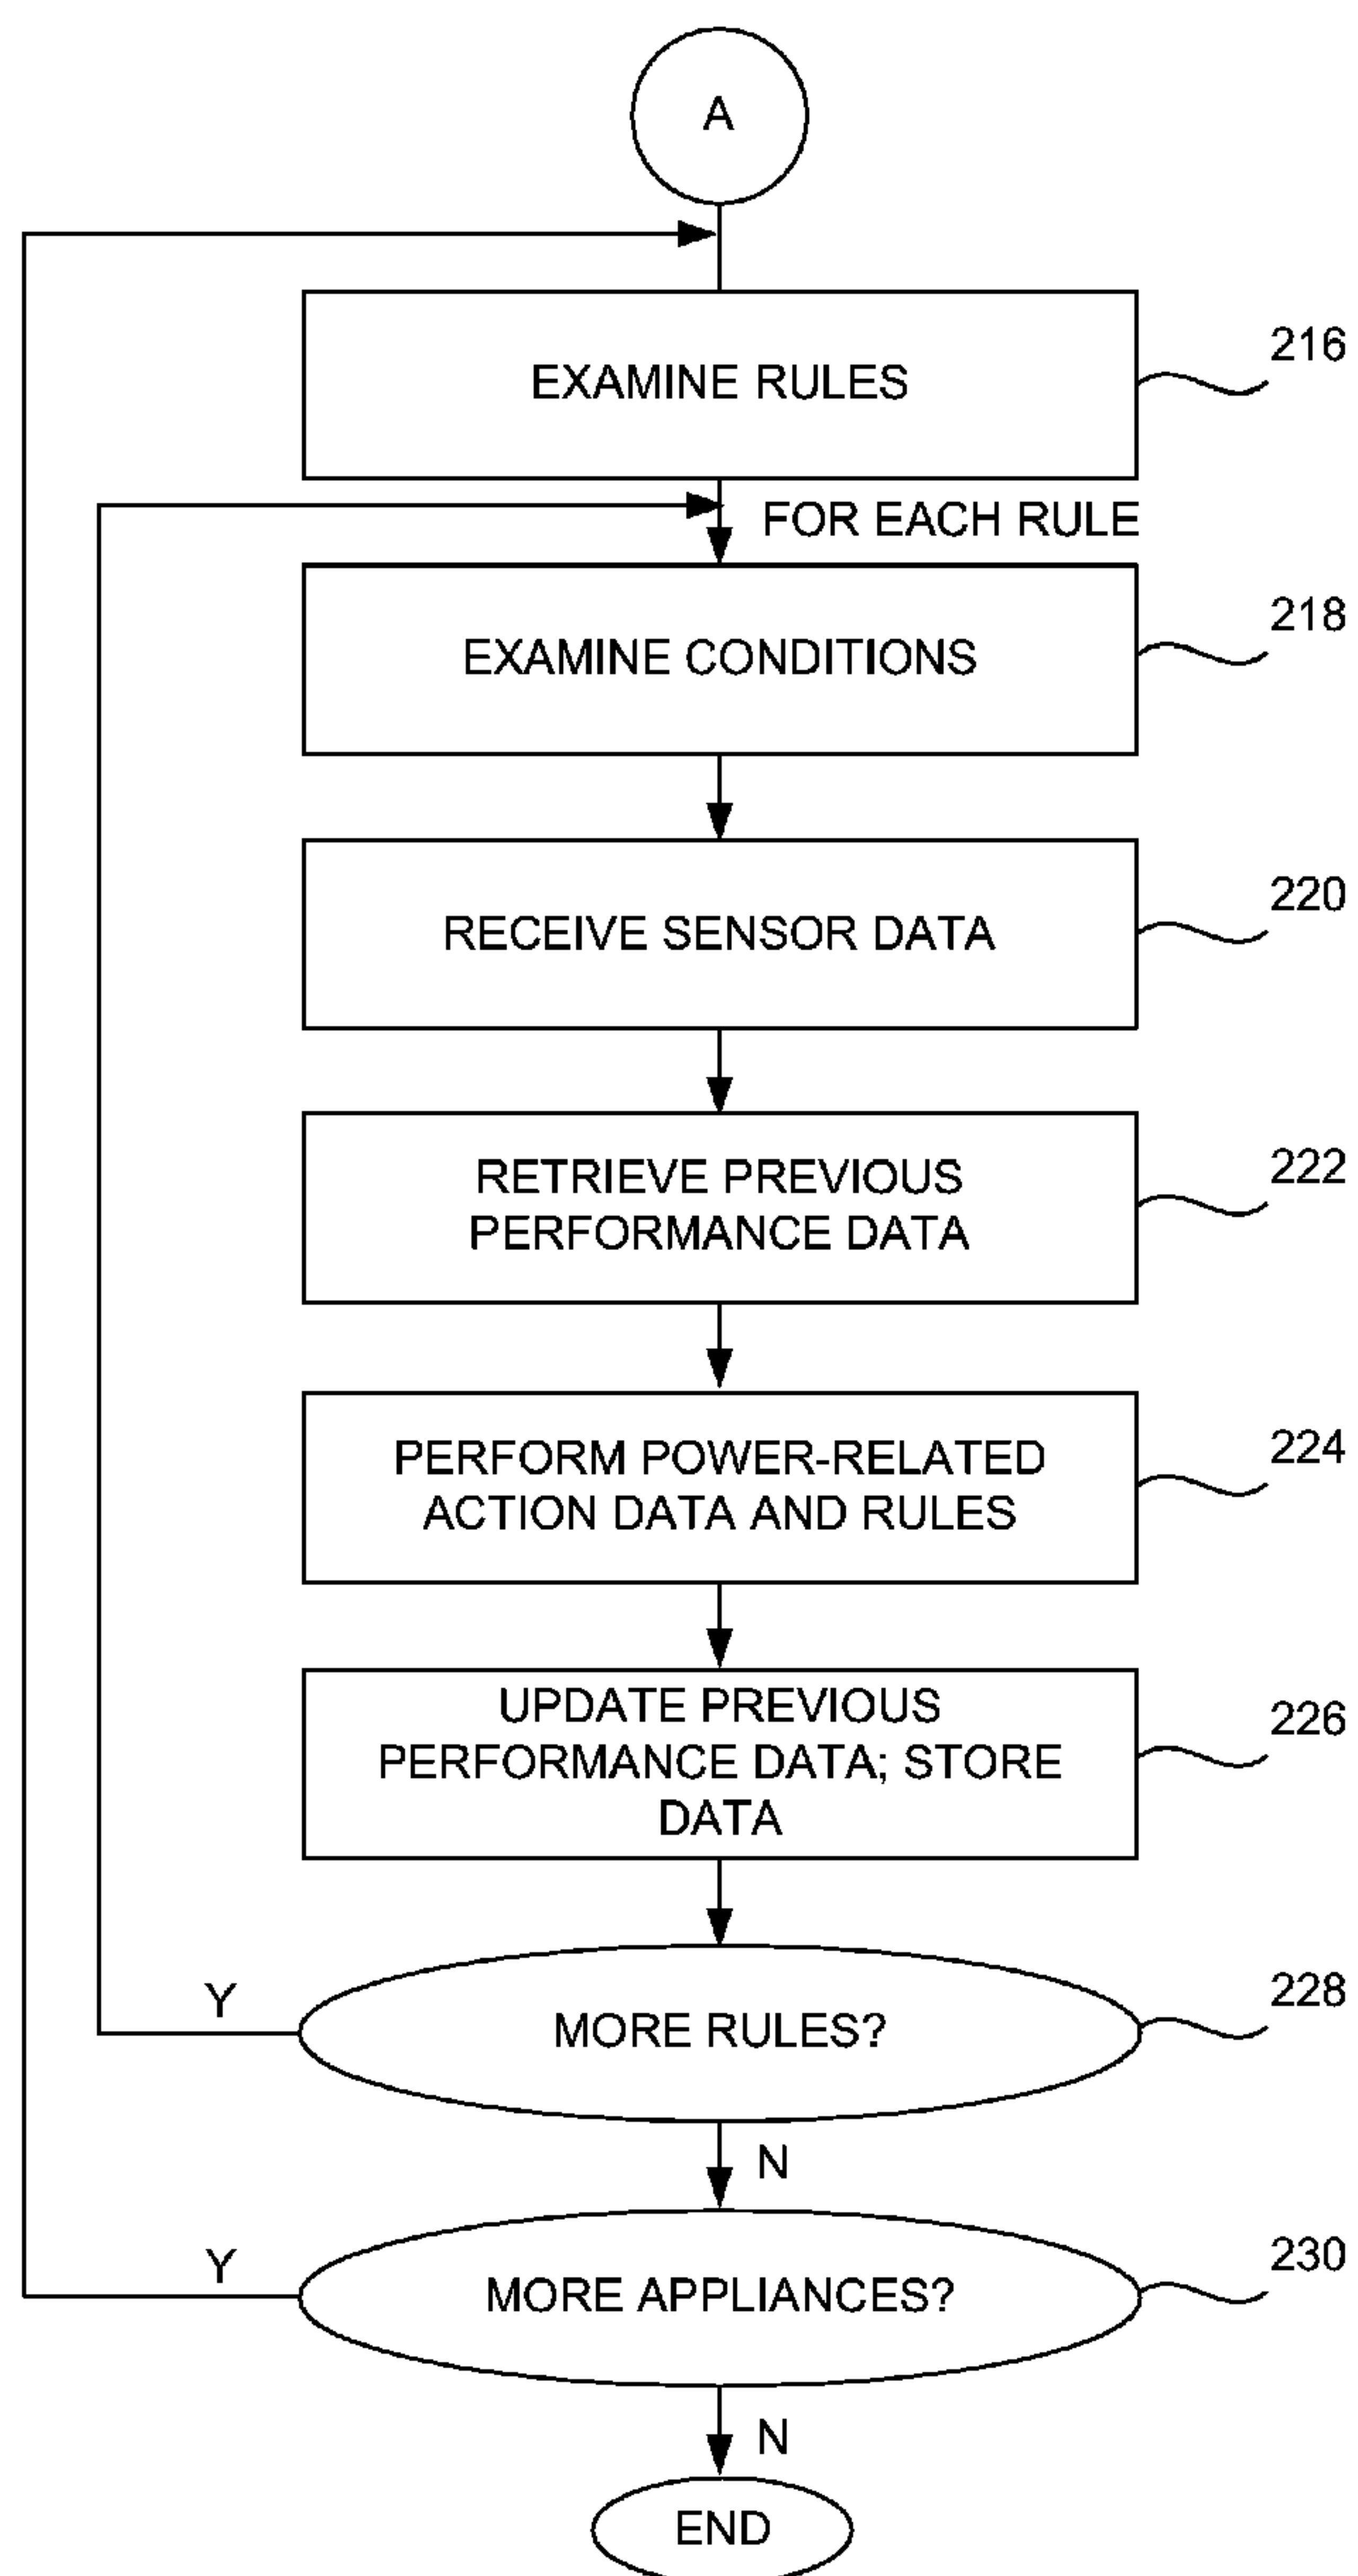 A
EXAMINE RULES
216
FOR EACH RULE
EXAMINE CONDITIONS
218
RECEIVE SENSOR DATA
220
RETRIEVE PREVIOUS
PERFORMANCE DATA
222
PERFORM POWER-RELATED
ACTION DATA AND RULES
224
UPDATE PREVIOUS
PERFORMANCE DATA; STORE
DATA
226
MORE RULES?
228
Y
N
MORE APPLIANCES?
230
Y
N
END